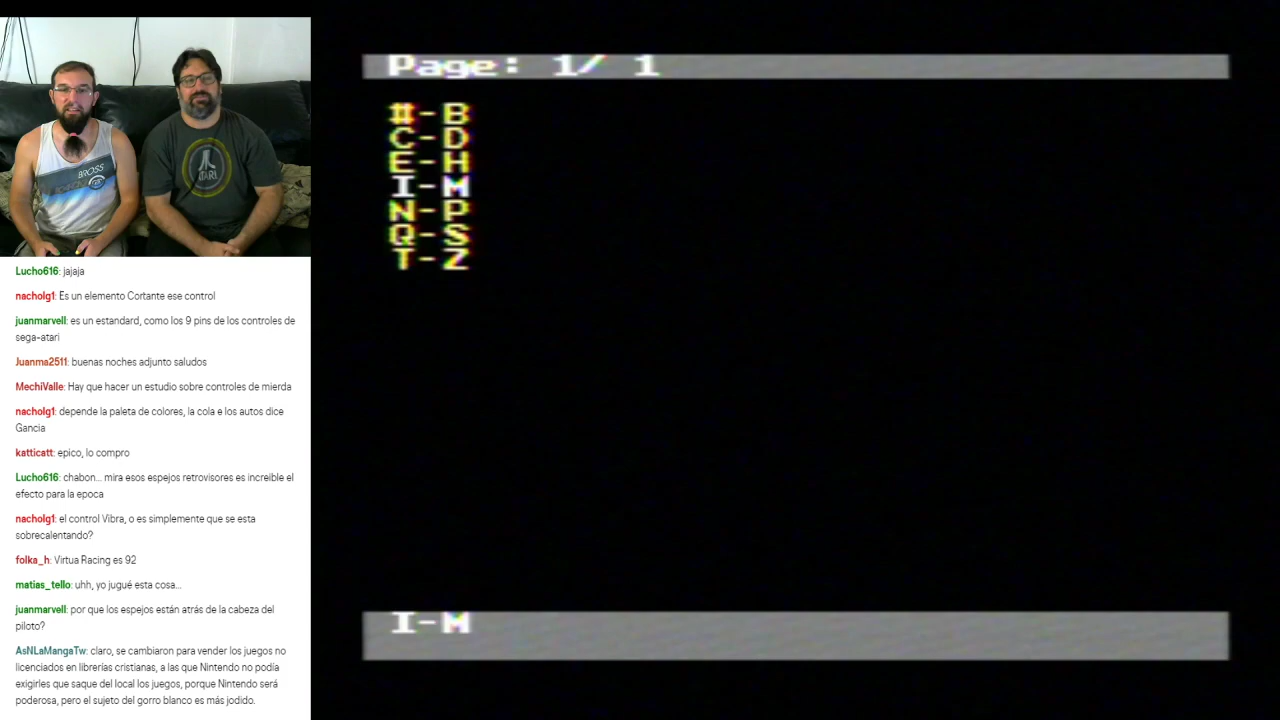 BROSS
ATARI
Lucho616: jajaja
nacholg1: Es un elemento Cortante ese control
juanmarvell: es un estandard, como los 9 pins de los controles de
sega-atari
Juanma2511: buenas noches adjunto saludos
MechiValle: Hay que hacer un estudio sobre controles de mierda
nacholg1: depende la paleta de colores, la cola e los autos dice
Gancia
katticatt: epico, lo compro
Lucho616: chabon... mira esos espejos retrovisores es increible el
efecto para la epoca
nacholg1: el control Vibra, o es simplemente que se esta
sobrecalentando?
folka_h: Virtua Racing es 92
matias_tello: uhh, yo jugué esta cosa...
juanmarvell: por que los espejos están atrás de la cabeza del
piloto?
AsNLaMangaTw: claro, se cambiaron para vender los juegos no
licenciados en librerías cristianas, a las que Nintendo no podía
exigirles que saque del local los juegos, porque Nintendo será
poderosa, pero el sujeto del gorro blanco es más jodido.
Page: 1/ 1
#-B
C-D
E-H
I-M
N-P
Q-S
T-Z
I-M